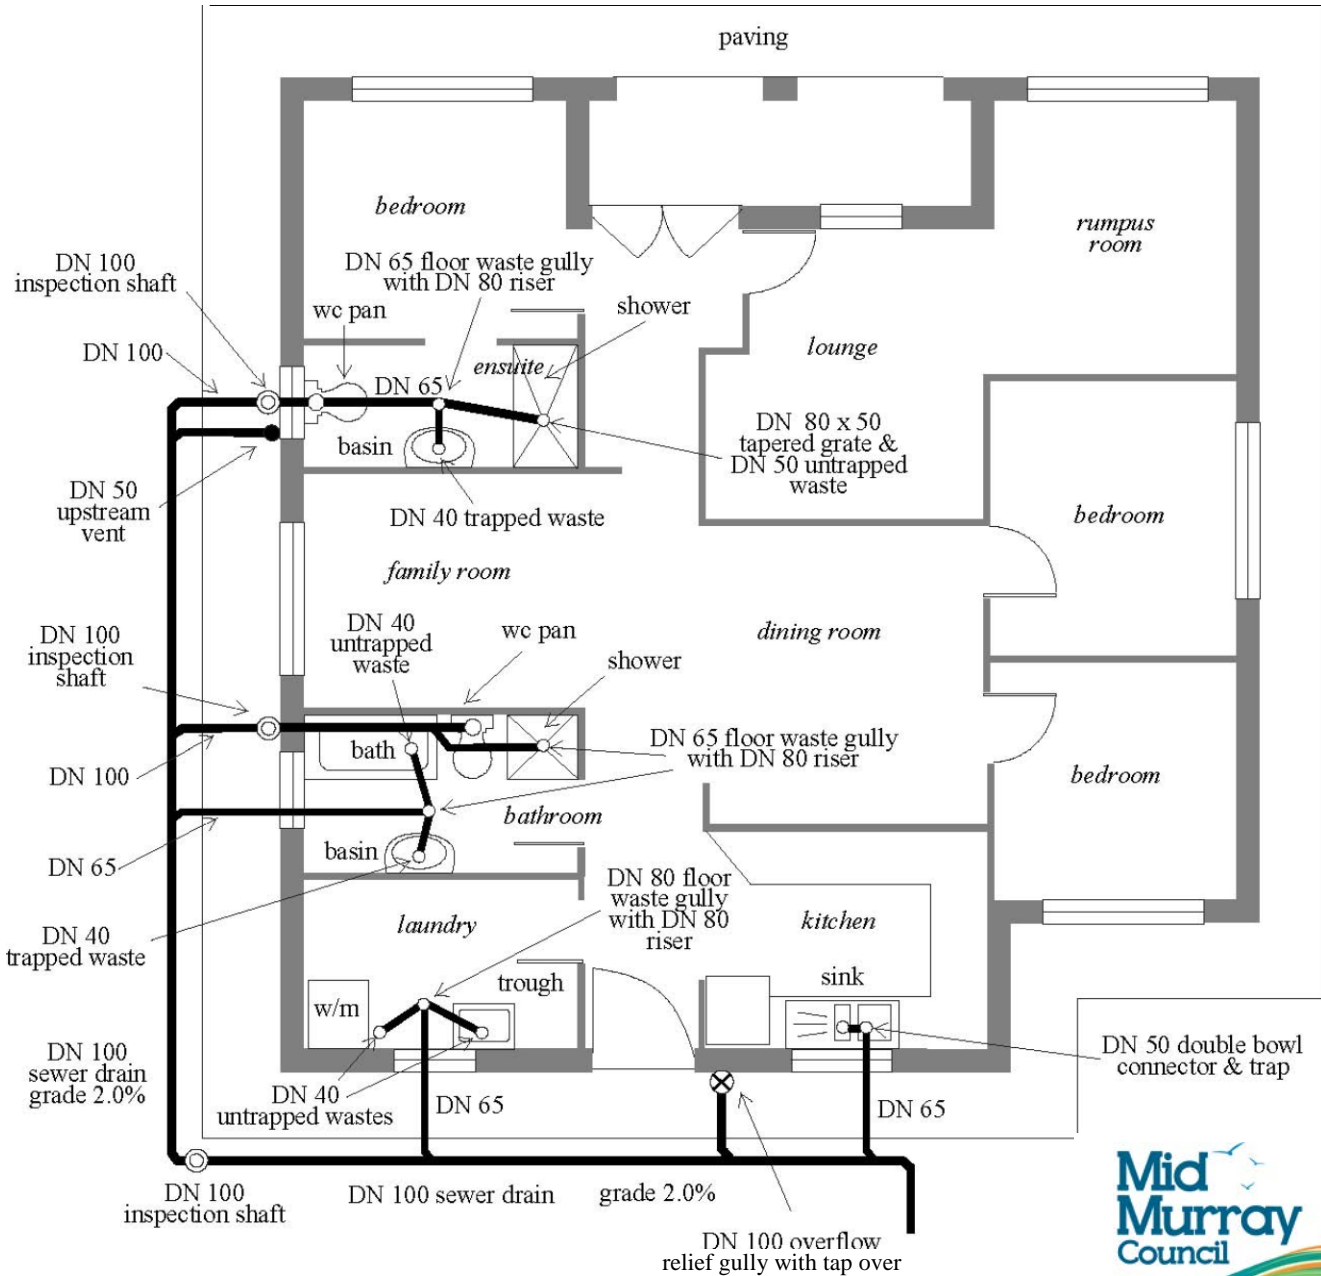 paving
bedroom
rumpus
room
DN 100
inspection shaft
DN 65 floor waste gully
with DN 80 riser
wc pan
shower
DN 100
lounge
ensuite
DN 65
basin
DN 80 x 50
tapered grate &
DN 50 untrapped
waste
DN 50
upstream
vent
DN 40 trapped waste
bedroom
family room
DN 40
untrapped
waste
wc pan
dining room
DN 100
inspection
shaft
shower
bath
DN 65 floor waste gully
with DN 80 riser
DN 100
bedroom
bathroom
basin
DN 65
DN 80 floor
waste gully
with DN 80
riser
laundry
kitchen
DN 40
trapped waste
trough
sink
w/m
DN 100
sewer drain
grade 2.0%
DN 50 double bowl
connector & trap
DN 40
untrapped wastes
DN 65
DN 65
DN 100
inspection shaft
DN 100 sewer drain
grade 2.0%
DN 100 overflow
relief gully with tap over
Mid
Murray
Council